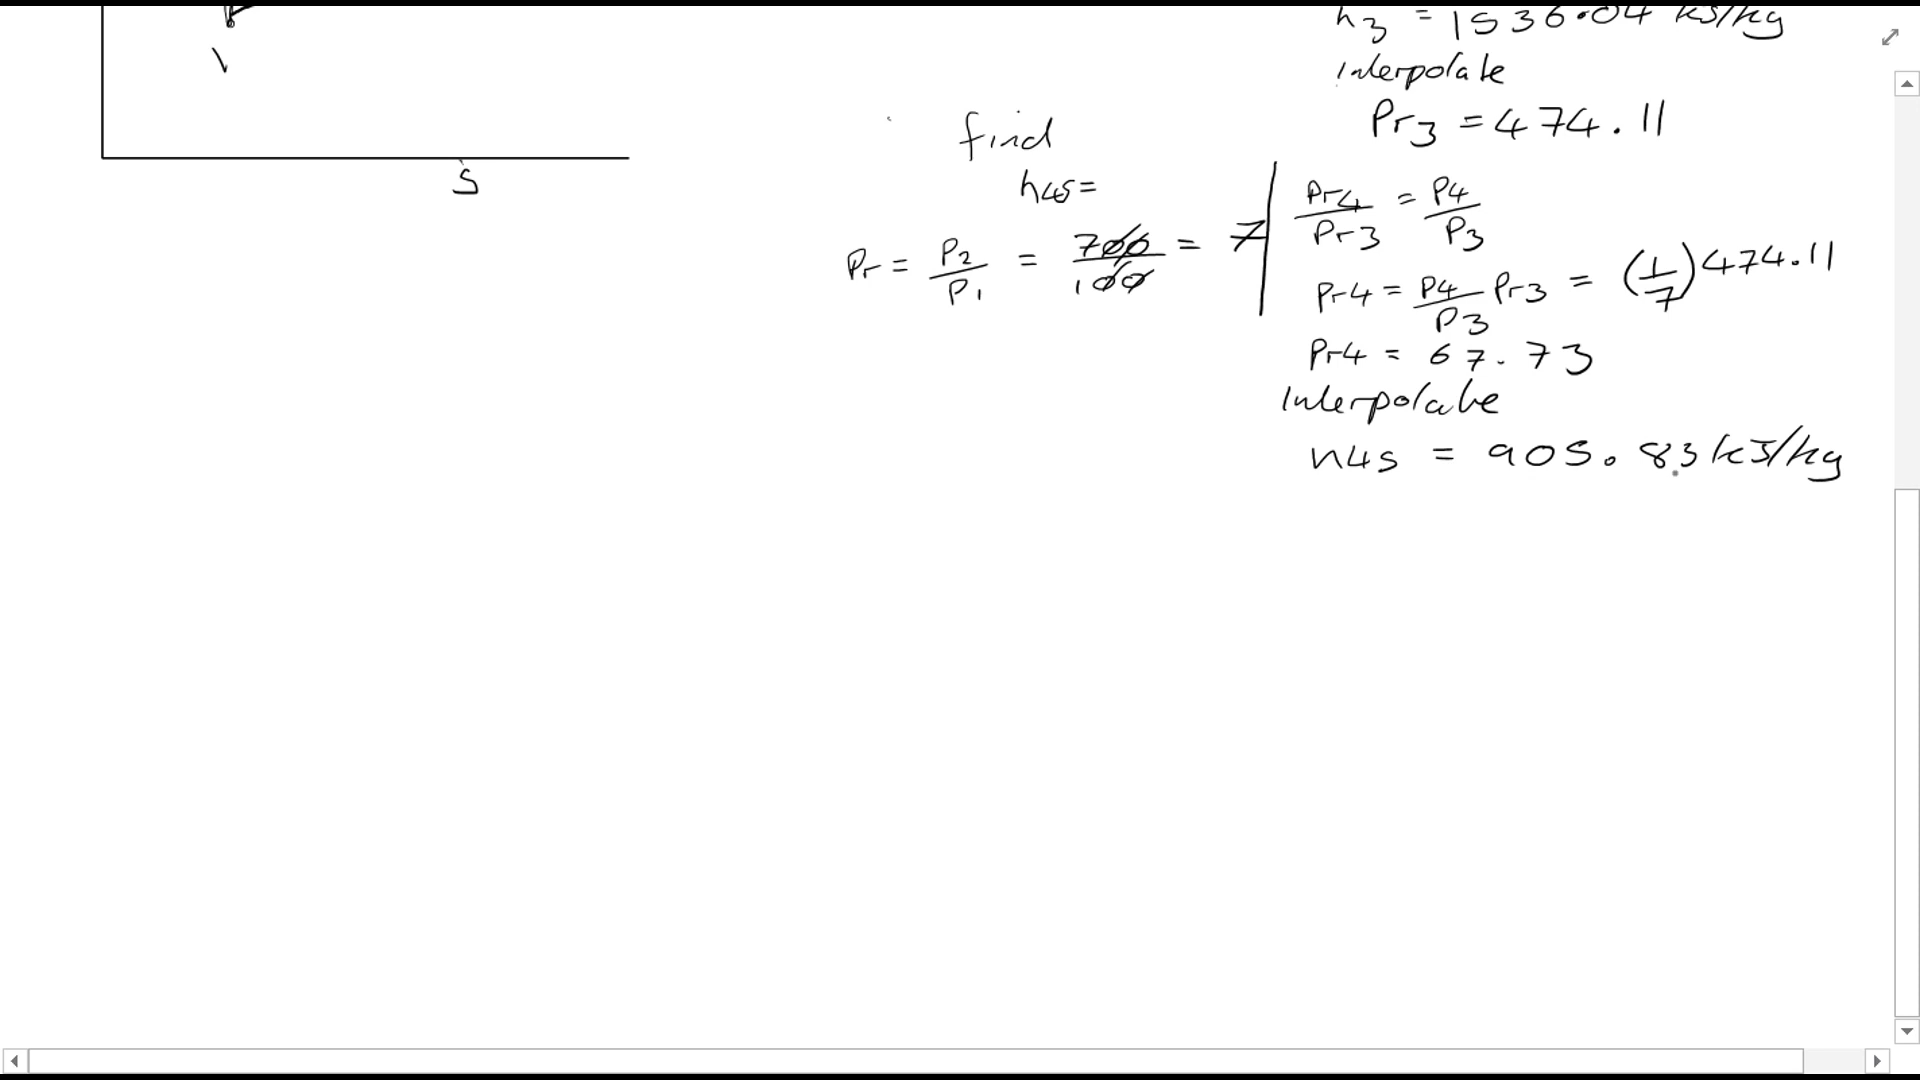 h3 = 1536.04 kJ/kg
Interpolate
Pr3 = 474.11
find
h4s =
Pr = P2/P1 = 700/100 = 7
Pr4/Pr3 = P4/P3
Pr4 = P4/P3 Pr3 = (1/7) 474.11
Pr4 = 67.73
Interpolate
h4s = 905.83 kJ/kg
1
S